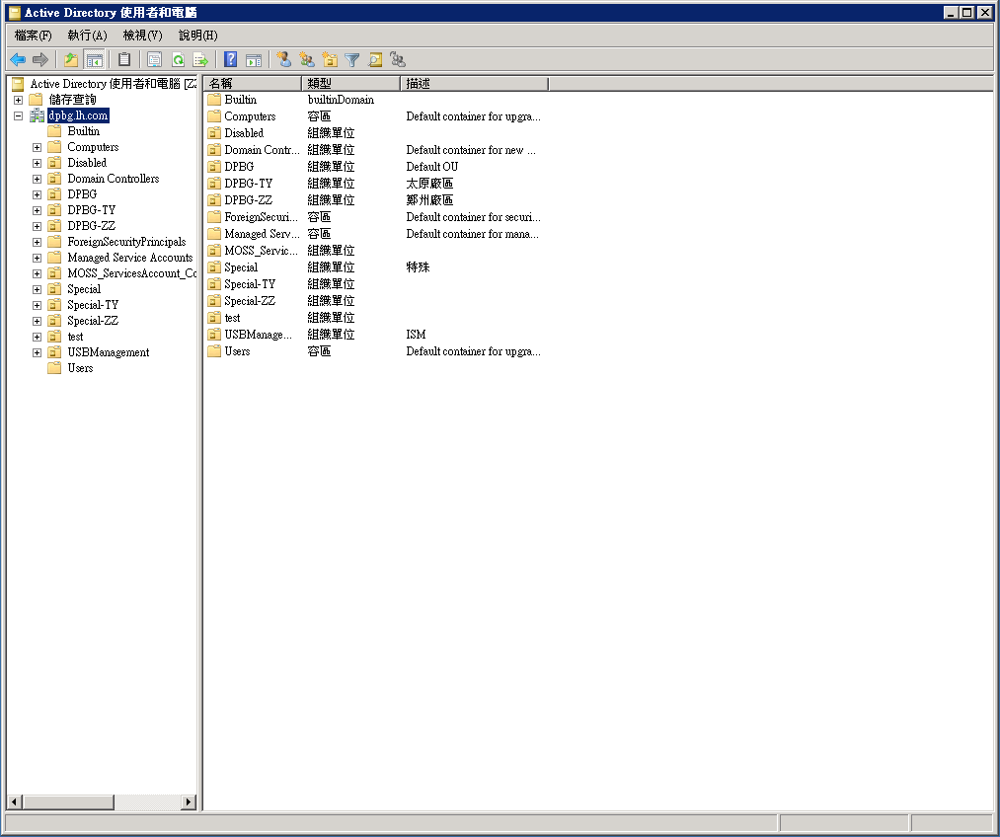 Active Directory 使用者和電腦
檔案(F) 執行(A) 檢視(V) 說明(H)
Active Directory 使用者和電腦 [ZZ
儲存查詢
dpbg.lh.com
Builtin
Computers
Disabled
Domain Controllers
DPBG
DPBG-TY
DPBG-ZZ
ForeignSecurityPrincipals
Managed Service Accounts
MOSS_ServicesAccount_Co
Special
Special-TY
Special-ZZ
test
USBManagement
Users
名稱 類型 描述
Builtin builtinDomain
Computers 容區 Default container for upgra...
Disabled 組織單位
Domain Contr... 組織單位 Default container for new ...
DPBG 組織單位 Default OU
DPBG-TY 組織單位 太原廠區
DPBG-ZZ 組織單位 鄭州廠區
ForeignSecuri... 容區 Default container for securi...
Managed Serv... 容區 Default container for mana...
MOSS_Servic... 組織單位
Special 組織單位 特殊
Special-TY 組織單位
Special-ZZ 組織單位
test 組織單位
USBManage... 組織單位 ISM
Users 容區 Default container for upgra...